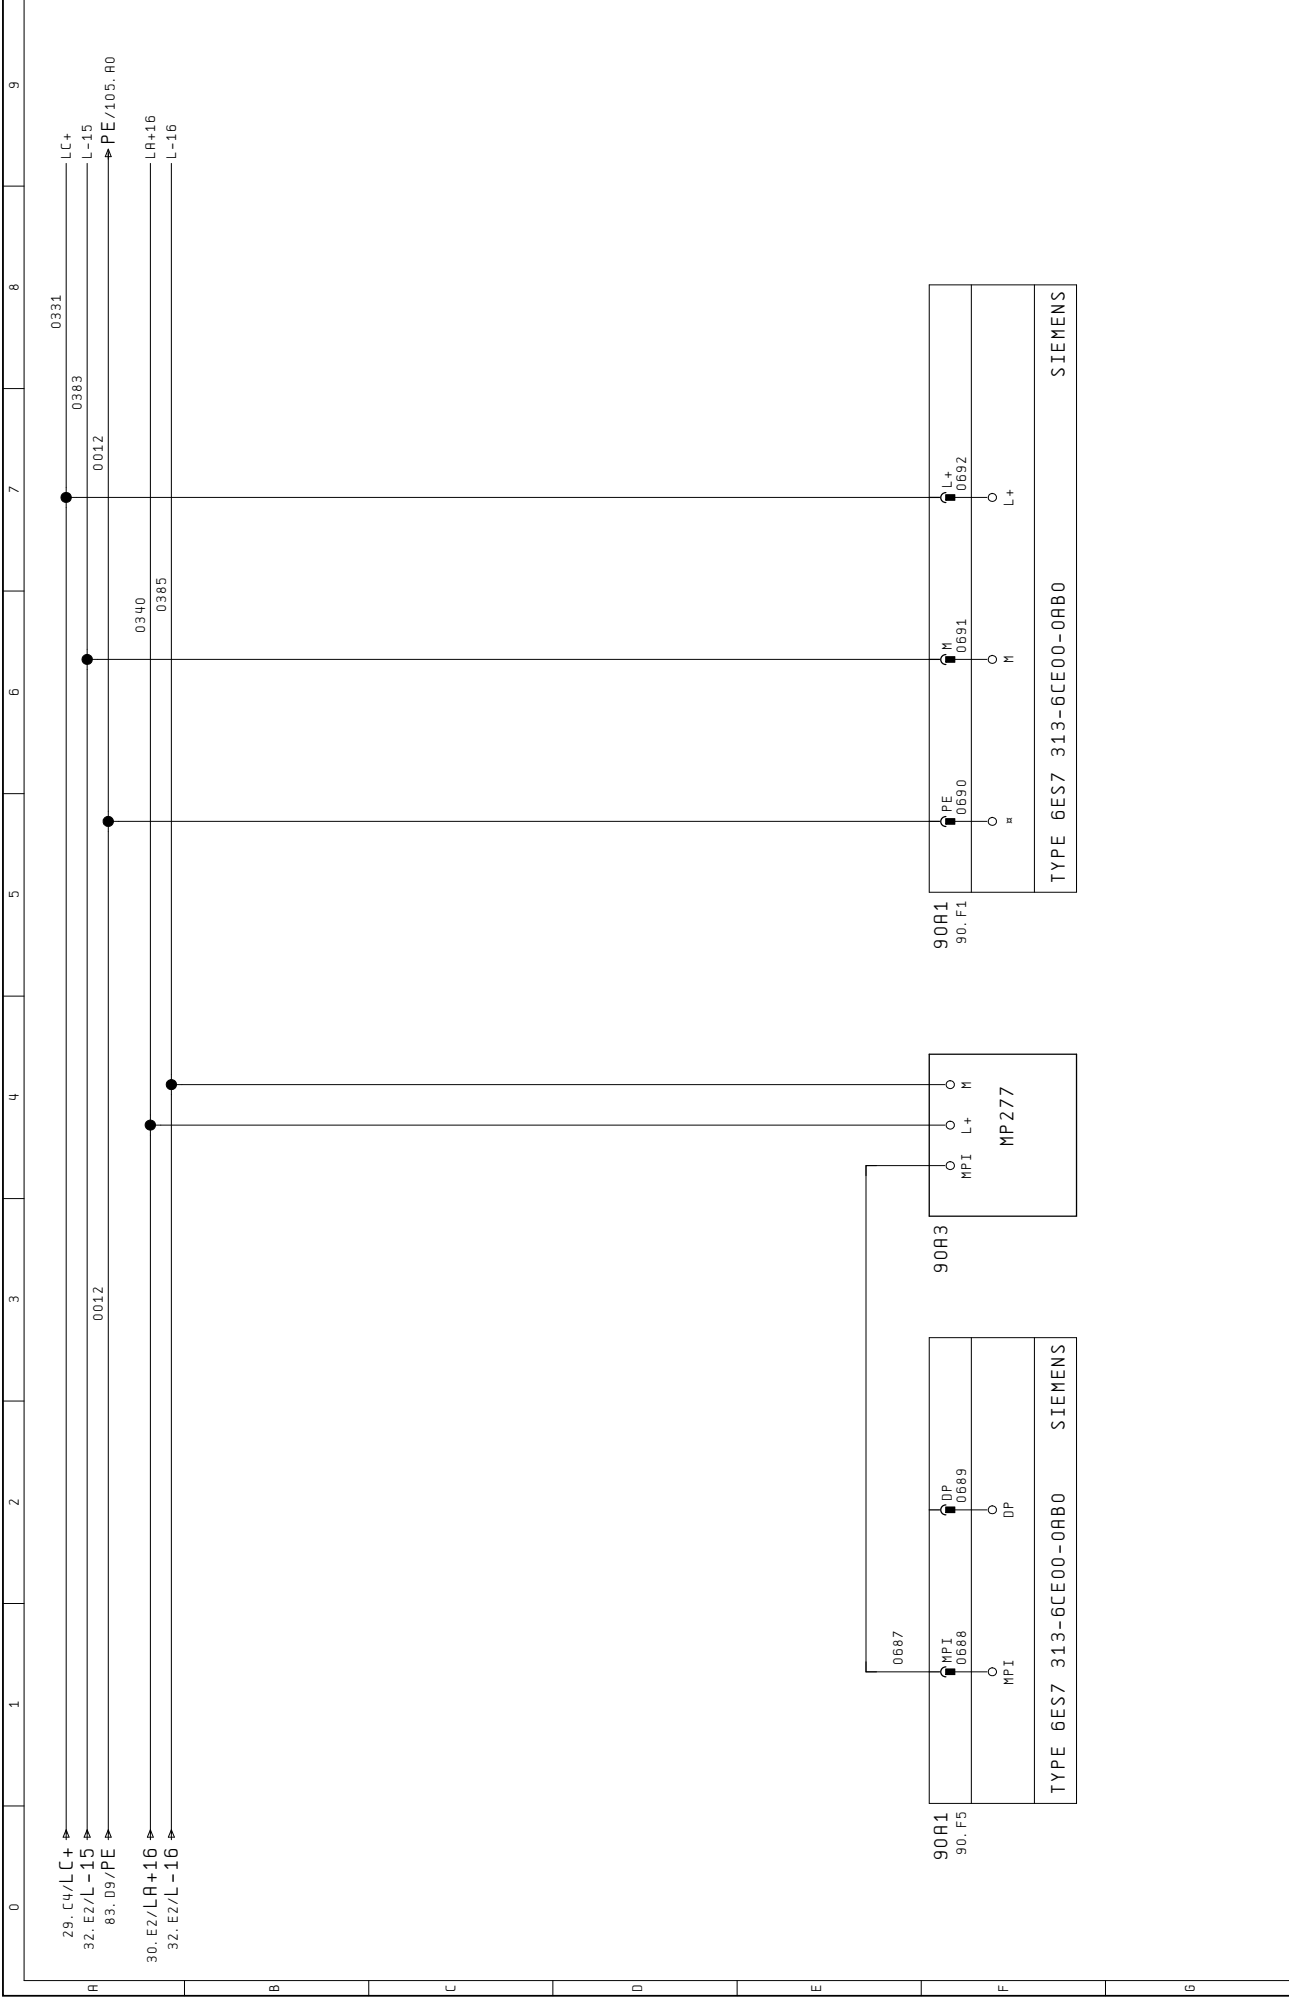 0 1 2 3 4 5 6 7 8 9
A
B
C
D
E
F
G
29.C4/LC+
32.E2/L-15
83.D9/PE
30.E2/LA+16
32.E2/L-16
0331
0383
0012
0012
0340
0385
LC+
L-15
PE/105.A0
LA+16
L-16
0687
90A1
90.F5
MPI
0688
MPI
DP
0689
DP
TYPE 6ES7 313-6CE00-0AB0 SIEMENS
90A3
MPI L+ M
MP277
90A1
90.F1
PE
0690
¤
M
0691
M
L+
0692
L+
TYPE 6ES7 313-6CE00-0AB0 SIEMENS